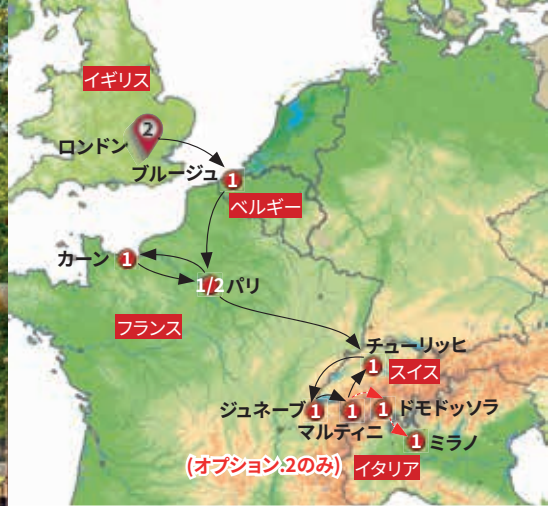 イギリス
2
ロンドン
ブルージュ
1
ベルギー
カーン
1
1/2
パリ
フランス
チューリッヒ
1
スイス
ジュネーブ
1
1
1
ドモドッソラ
マルティニ
1
ミラノ
(オプション.2のみ)
イタリア